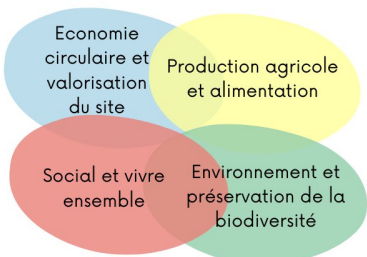 Economie
circulaire et
valorisation
du site
Production agricole
et alimentation
Social et vivre
ensemble
Environnement et
préservation de la
biodiversité